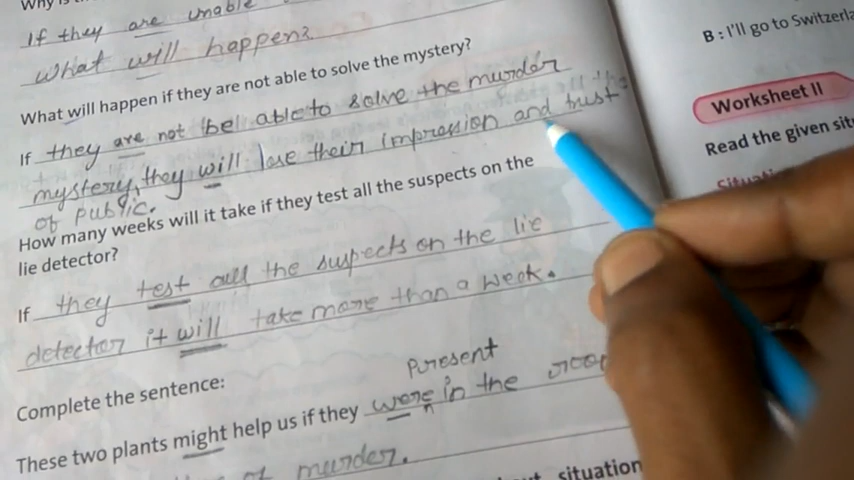 Why is
If they are unable
What will happen?
What will happen if they are not able to solve the mystery?
If they are not be able to solve the murder
mystery, they will lose their impression and trust
of public.
How many weeks will it take if they test all the suspects on the
lie detector?
If they test all the suspects on the lie
detector it will take more than a week.
Complete the sentence:
present
These two plants might help us if they were in the
of murder.
situation
B : I'll go to Switzerla
Worksheet II
Read the given sit
Situati